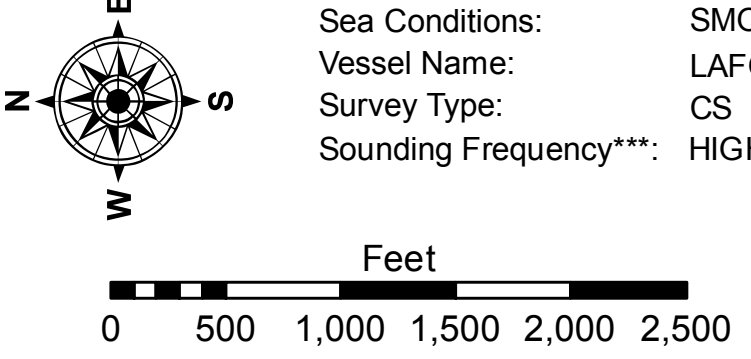 Sea Conditions:
Vessel Name:
Survey Type: CS
Sounding Frequency***:
N
S
W
Feet
0 500 1,000 1,500 2,000 2,500